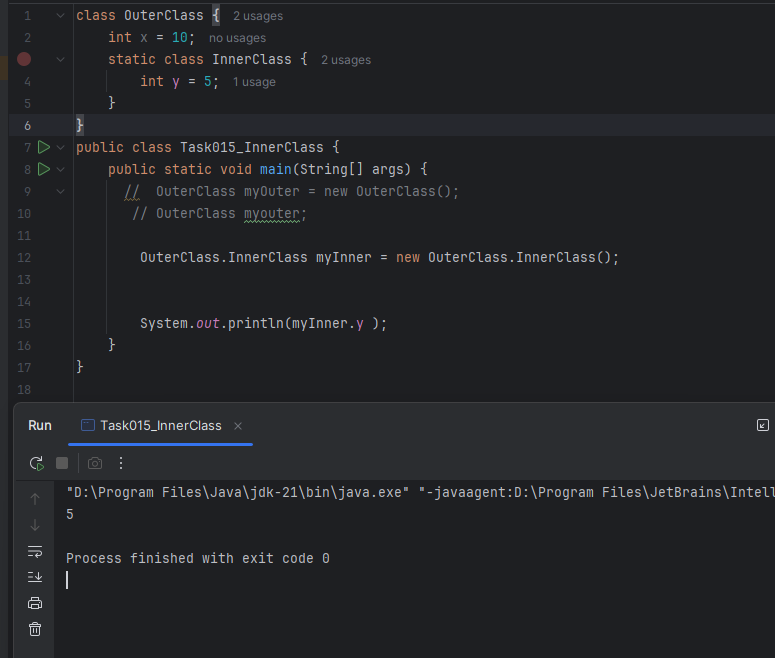 1 class OuterClass { 2 usages
2 int x = 10; no usages
static class InnerClass { 2 usages
4 int y = 5; 1 usage
5 }
6 }
7 public class Task015_InnerClass {
8 public static void main(String[] args) {
9 // OuterClass myOuter = new OuterClass();
10 // OuterClass myouter;
11
12 OuterClass.InnerClass myInner = new OuterClass.InnerClass();
13
14
15 System.out.println(myInner.y );
16 }
17 }
18
Run Task015_InnerClass ×
"D:\Program Files\Java\jdk-21\bin\java.exe" "-javaagent:D:\Program Files\JetBrains\Intell
5
Process finished with exit code 0